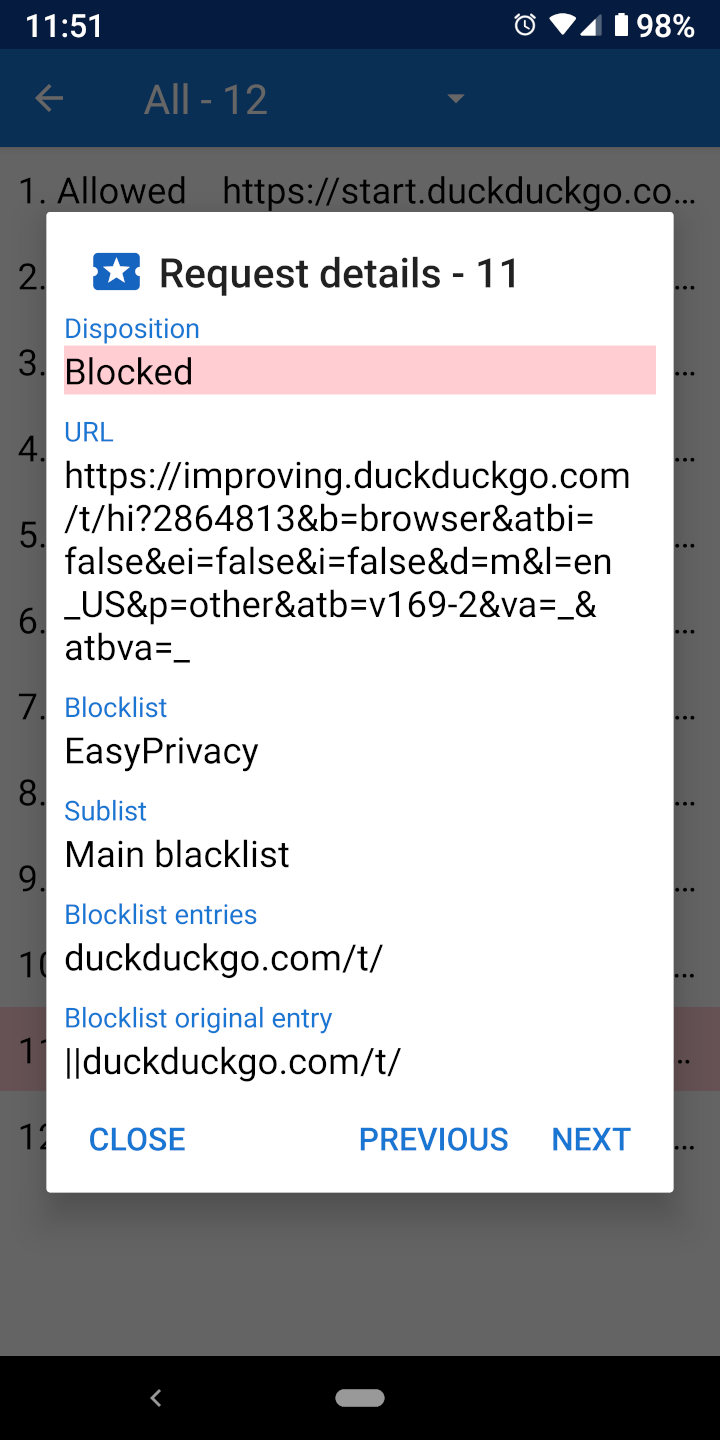 11:51
98%
All - 12
1. Allowed https://start.duckduckgo.co...
2.
Request details - 11
Disposition
3.
Blocked
URL
4.
https://improving.duckduckgo.com
/t/hi?2864813&b=browser&atbi=
5.
false&ei=false&i=false&d=m&l=en
_US&p=other&atb=v169-2&va=_&
6.
atbva=_
Blocklist
7.
EasyPrivacy
8.
Sublist
Main blacklist
9.
Blocklist entries
duckduckgo.com/t/
10
Blocklist original entry
11
||duckduckgo.com/t/
12
CLOSE
PREVIOUS
NEXT